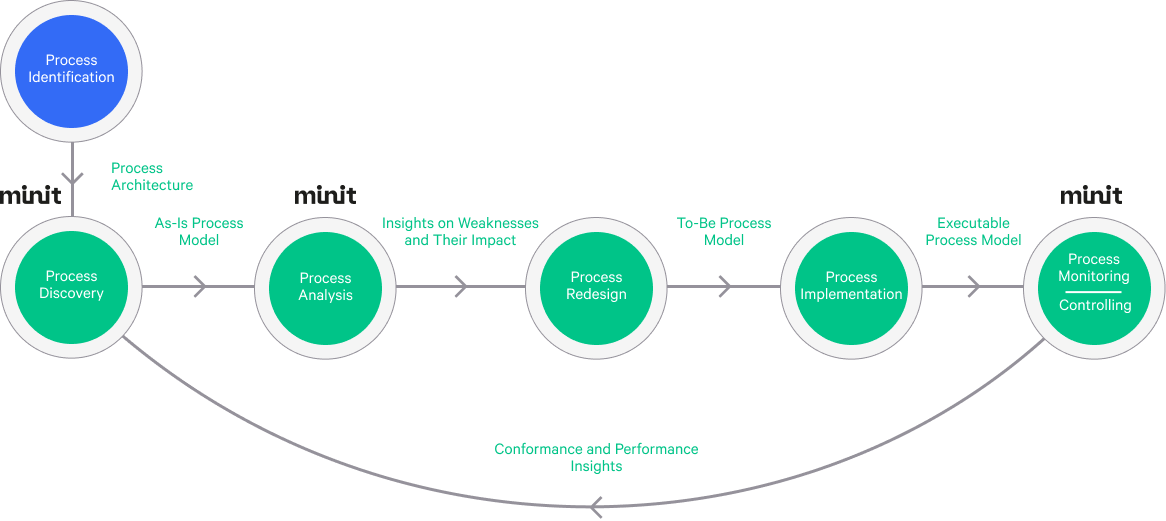 Process
Identification
Process
Architecture
minit
minit
minit
As-Is Process
Model
Insights on Weaknesses
and Their Impact
To-Be Process
Model
Executable
Process Model
Process
Discovery
Process
Analysis
Process
Redesign
Process
Implementation
Process
Monitoring
Controlling
Conformance and Performance
Insights